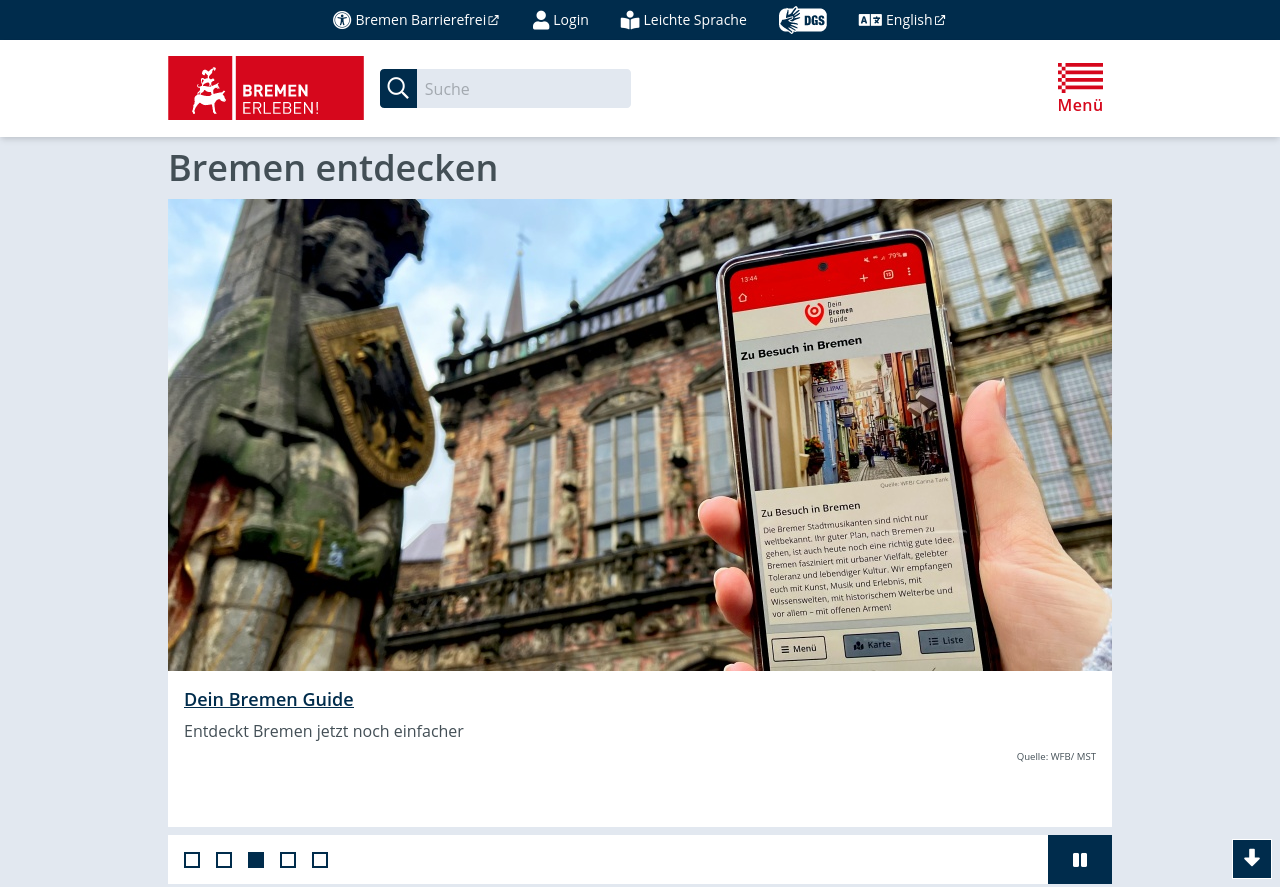 Bremen Barrierefrei
Login
Leichte Sprache
DGS
English
BREMEN
ERLEBEN!
Suche
Menü
Bremen entdecken
13:44
79%
Dein
Bremen
Guide
Zu Besuch in Bremen
Quelle: WFB/ Carina Tank
Zu Besuch in Bremen
Die Bremer Stadtmusikanten sind nicht nur
weltbekannt. Ihr guter Plan, nach Bremen zu
gehen, ist auch heute noch eine richtig gute Idee.
Bremen fasziniert mit urbaner Vielfalt, gelebter
Toleranz und lebendiger Kultur. Wir empfangen
euch mit Kunst, Musik und Erlebnis, mit
Wissenswelten, mit historischem Welterbe und
vor allem – mit offenen Armen!
Menü
Karte
Liste
Dein Bremen Guide
Entdeckt Bremen jetzt noch einfacher
Quelle: WFB/ MST